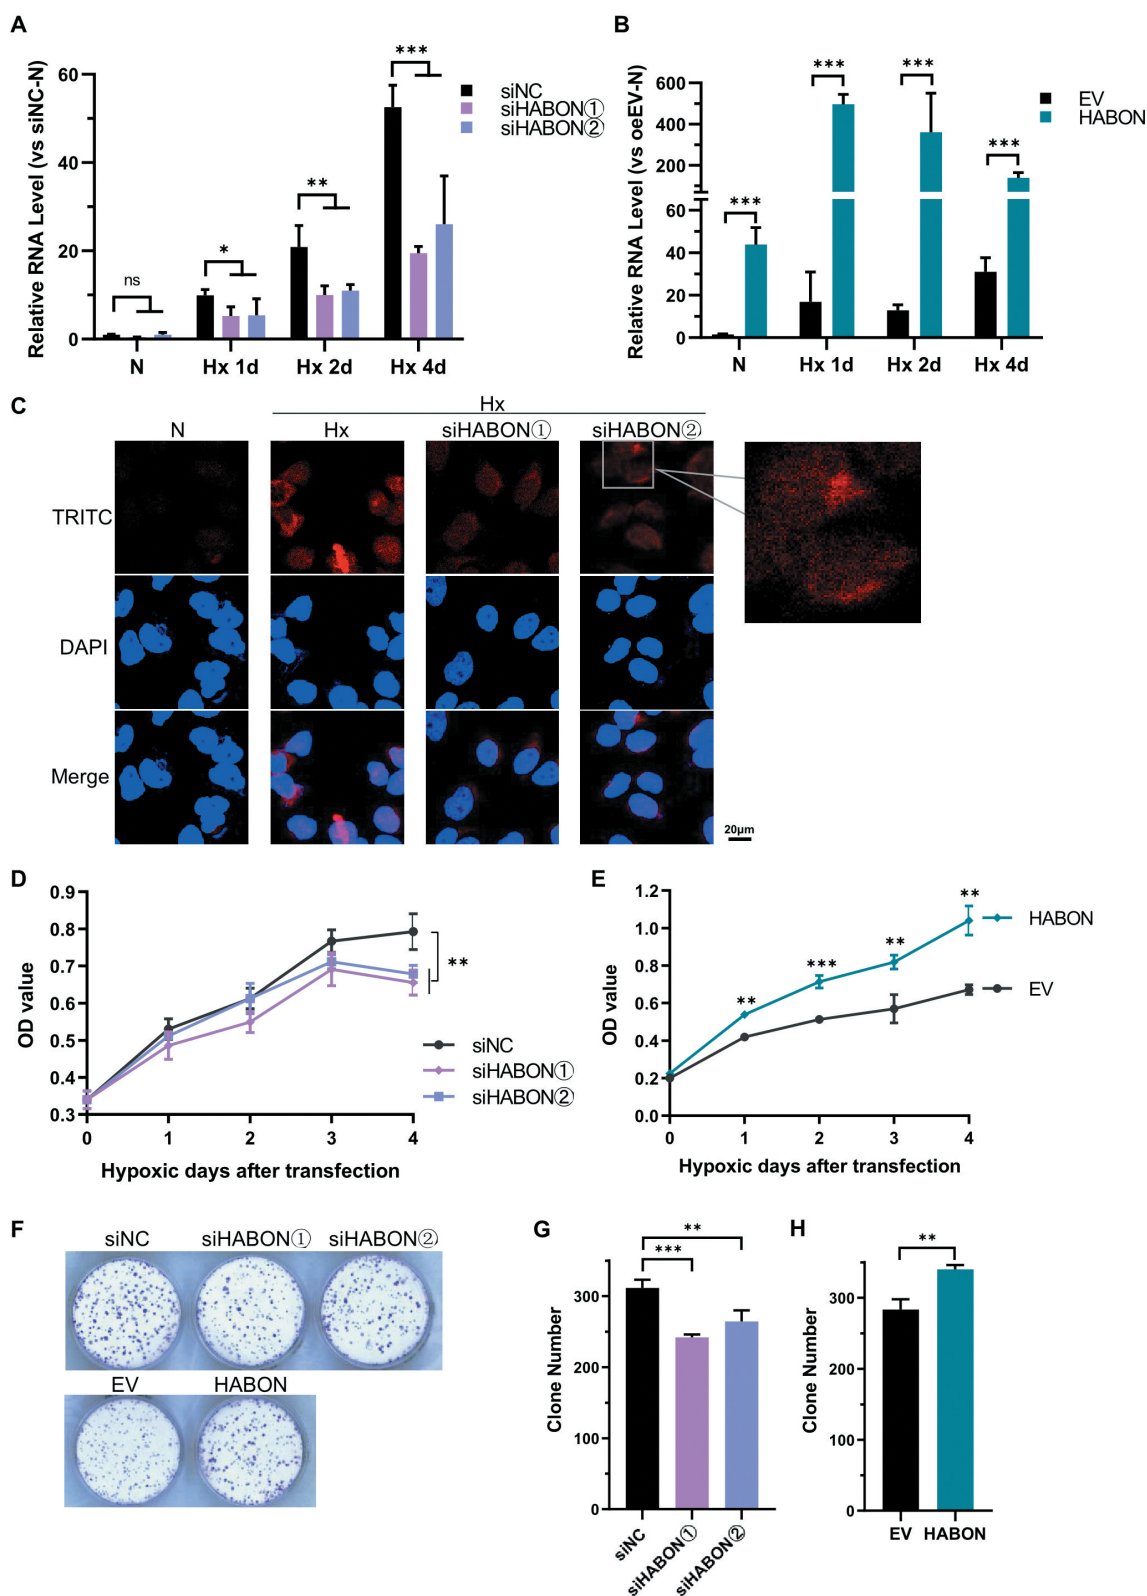 A
Relative RNA Level (vs siNC-N)
60
40
20
0
ns
*
**
***
siNC
siHABON①
siHABON②
N
Hx 1d
Hx 2d
Hx 4d
B
Relative RNA Level (vs oeEV-N)
600
400
200
60
40
20
0
***
***
***
***
EV
HABON
N
Hx 1d
Hx 2d
Hx 4d
C
Hx
N
Hx
siHABON①
siHABON②
TRITC
DAPI
Merge
20μm
D
OD value
0.9
0.8
0.7
0.6
0.5
0.4
0.3
**
siNC
siHABON①
siHABON②
0
1
2
3
4
Hypoxic days after transfection
E
OD value
1.2
1.0
0.8
0.6
0.4
0.2
0.0
**
***
**
**
HABON
EV
0
1
2
3
4
Hypoxic days after transfection
F
siNC
siHABON①
siHABON②
EV
HABON
G
Clone Number
300
200
100
0
**
***
siNC
siHABON①
siHABON②
H
Clone Number
300
200
100
0
**
EV
HABON